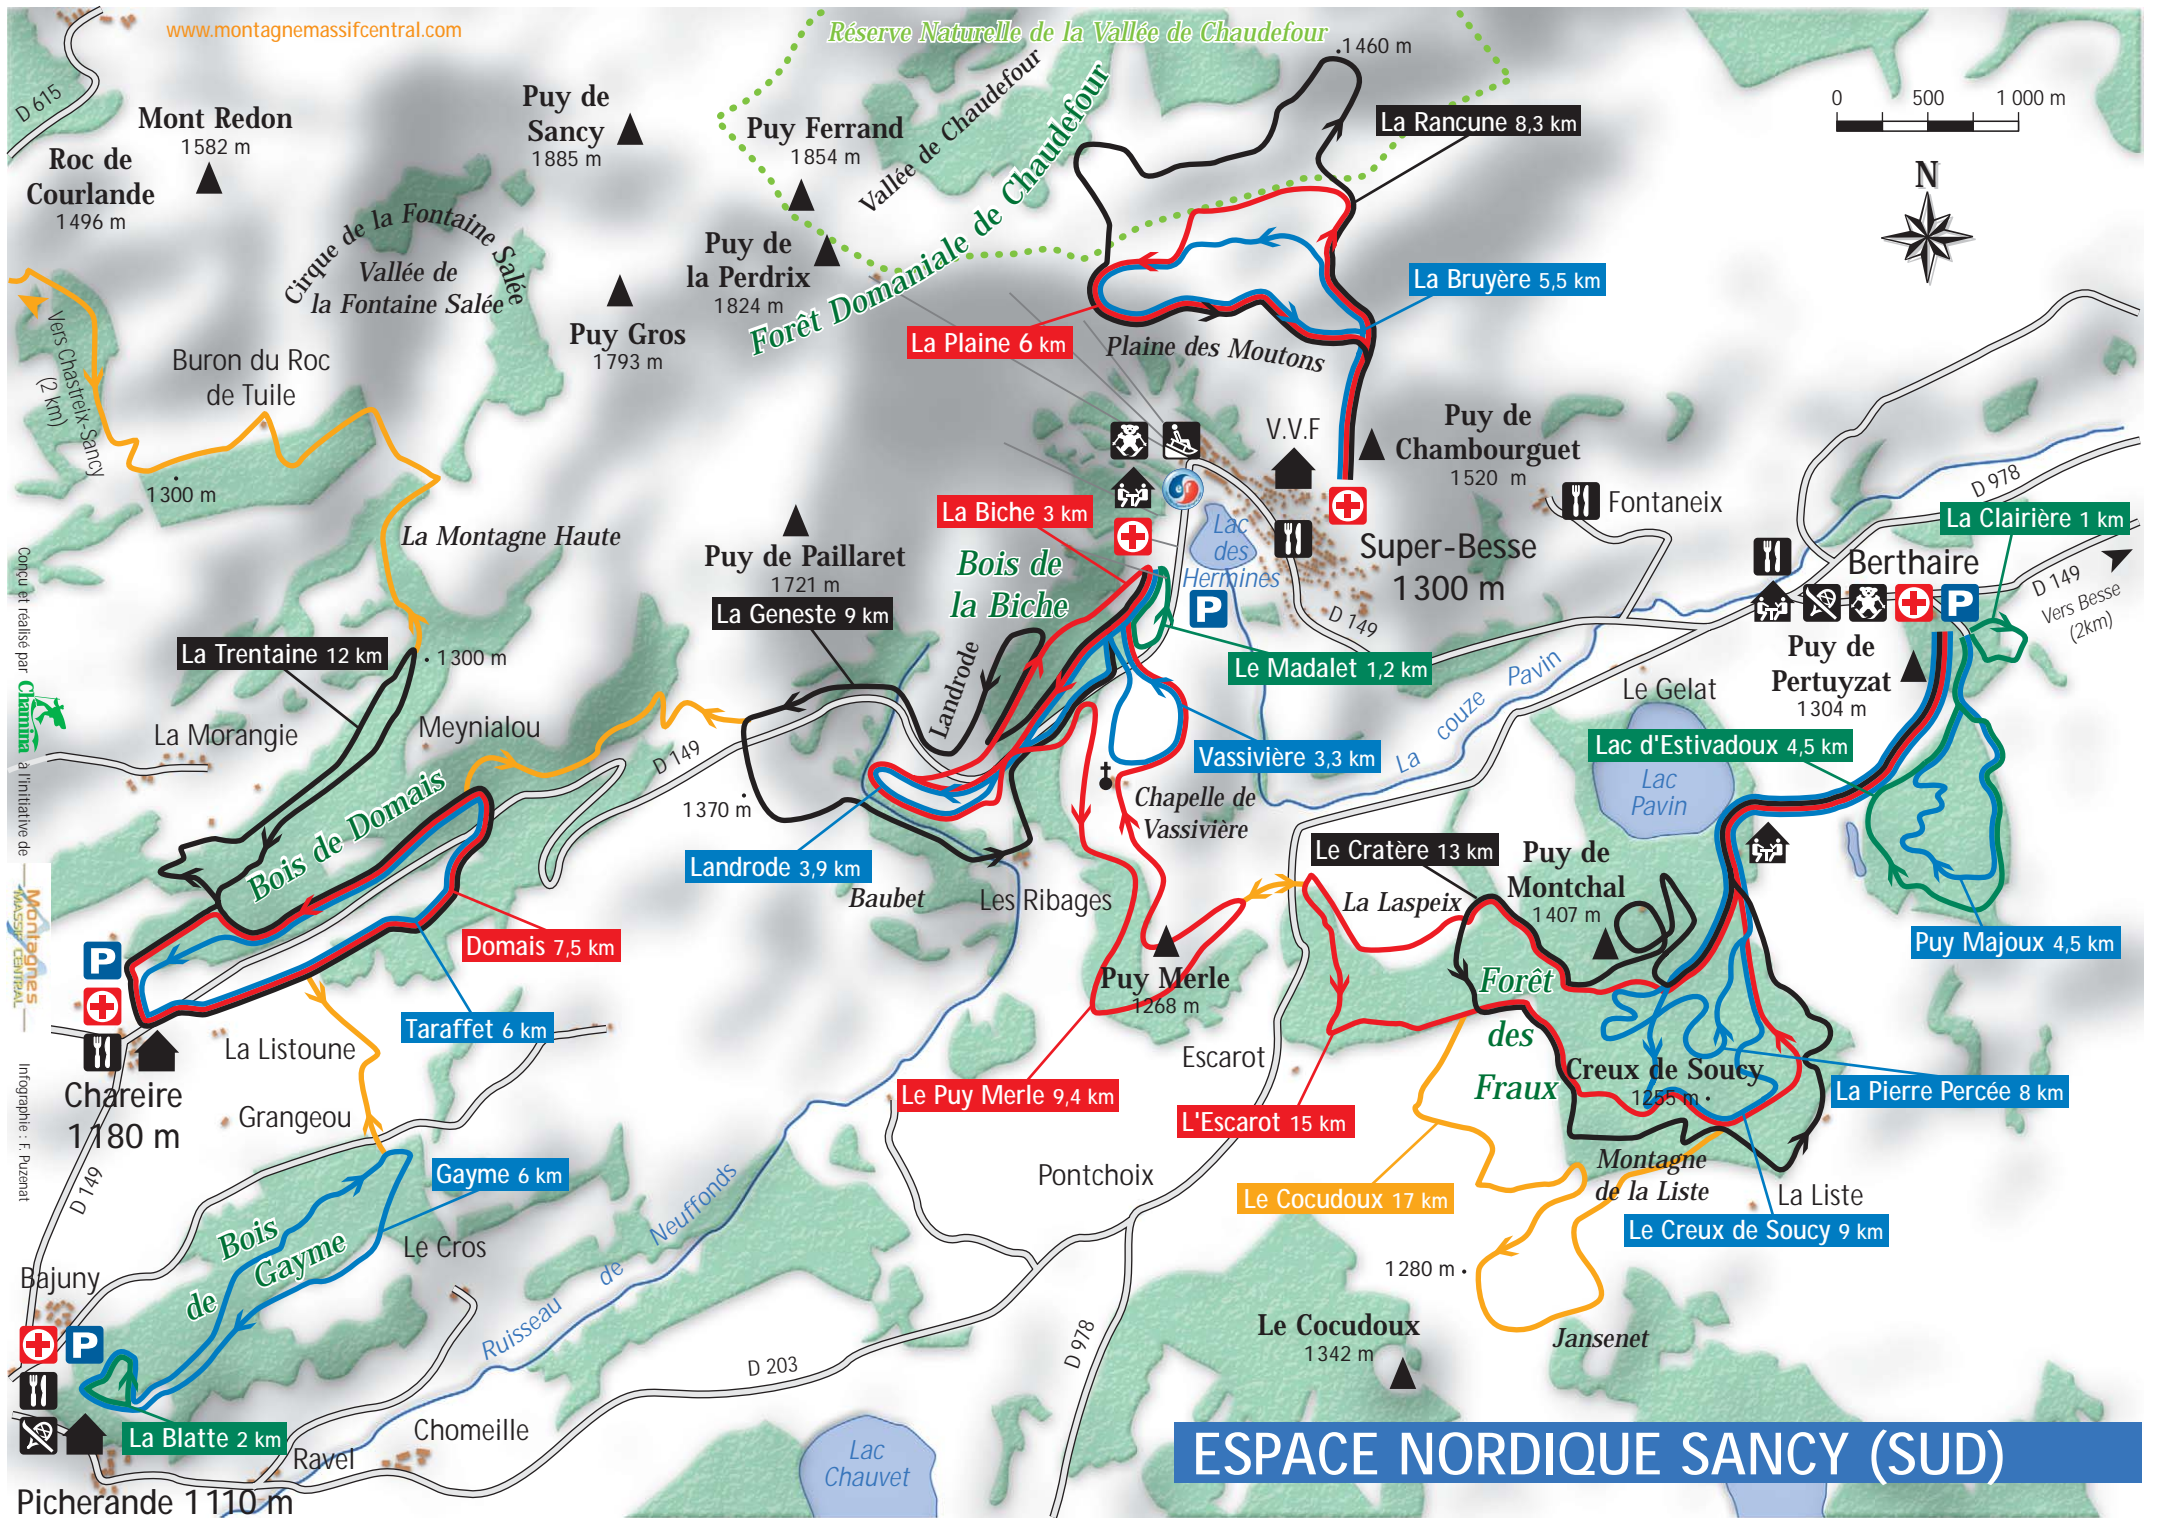 www.montagnemassifcentral.com
Réserve Naturelle de la Vallée de Chaudefour
1460 m
D 615
Mont Redon
1582 m
Puy de
Sancy
1885 m
Puy Ferrand
1854 m
Vallée de Chaudefour
Forêt Domaniale de Chaudefour
La Rancune 8,3 km
0 500 1 000 m
N
Roc de
Courlande
1496 m
Cirque de la Fontaine Salée
Vallée de
la Fontaine Salée
Puy de
la Perdrix
1824 m
La Bruyère 5,5 km
Puy Gros
1793 m
La Plaine 6 km
Plaine des Moutons
Vers Chastreix-Sancy
(2 km)
Buron du Roc
de Tuile
1300 m
V.V.F
Puy de
Chambourguet
1520 m
Fontaneix
D 978
La Clairière 1 km
La Montagne Haute
La Biche 3 km
Puy de Paillaret
1721 m
Bois de
la Biche
Lac
des
Hermines
P
Super-Besse
1300 m
D 149
Berthaire
P
D 149
Vers Besse
(2km)
La Geneste 9 km
La Trentaine 12 km
1300 m
Landrode
Le Madalet 1,2 km
La couze Pavin
Le Gelat
Puy de
Pertuyzat
1304 m
La Morangie
Meynialou
D 149
Vassivière 3,3 km
Lac d'Estivadoux 4,5 km
Lac
Pavin
1370 m
Chapelle de
Vassivière
Bois de Domais
Landrode 3,9 km
Baubet
Les Ribages
Le Cratère 13 km
La Laspeix
Puy de
Montchal
1407 m
Puy Majoux 4,5 km
Domais 7,5 km
P
Puy Merle
1268 m
Forêt
des
Fraux
Taraffet 6 km
La Listoune
Escarot
Creux de Soucy
1255 m
Chareire
1180 m
Grangeou
Le Puy Merle 9,4 km
L'Escarot 15 km
La Pierre Percée 8 km
D 149
Gayme 6 km
Pontchoix
Le Cocudoux 17 km
Montagne
de la Liste
La Liste
Le Creux de Soucy 9 km
Bois
de
Gayme
Le Cros
Ruisseau de Neuffonds
Bajuny
P
1280 m
Le Cocudoux
1342 m
Jansenet
D 203
D 978
La Blatte 2 km
Chomeille
Ravel
Lac
Chauvet
Picherande 1110 m
ESPACE NORDIQUE SANCY (SUD)
Conçu et réalisé par Chamina à l'initiative de
Montagnes
MASSIF CENTRAL
Infographie : F. Puzenat